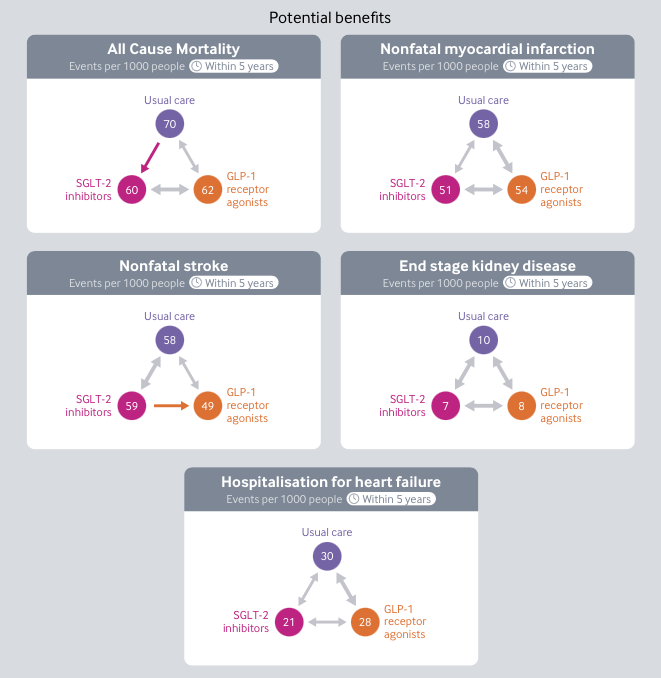 Potential benefits
All Cause Mortality
Events per 1000 people Within 5 years
Usual care
70
SGLT-2
inhibitors
60
62
GLP-1
receptor
agonists
Nonfatal myocardial infarction
Events per 1000 people Within 5 years
Usual care
58
SGLT-2
inhibitors
51
54
GLP-1
receptor
agonists
Nonfatal stroke
Events per 1000 people Within 5 years
Usual care
58
SGLT-2
inhibitors
59
49
GLP-1
receptor
agonists
End stage kidney disease
Events per 1000 people Within 5 years
Usual care
10
SGLT-2
inhibitors
7
8
GLP-1
receptor
agonists
Hospitalisation for heart failure
Events per 1000 people Within 5 years
Usual care
30
SGLT-2
inhibitors
21
28
GLP-1
receptor
agonists